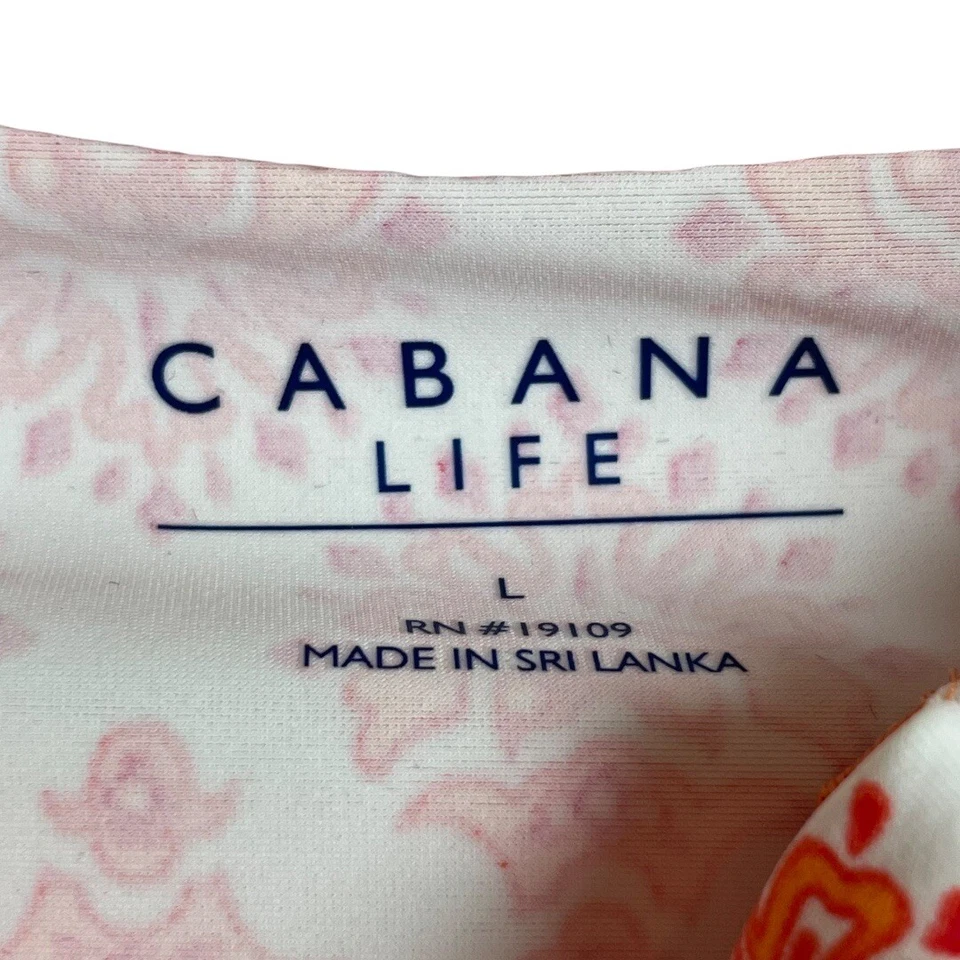 CABANA
LIFE
L
RN #19109
MADE IN SRI LANKA